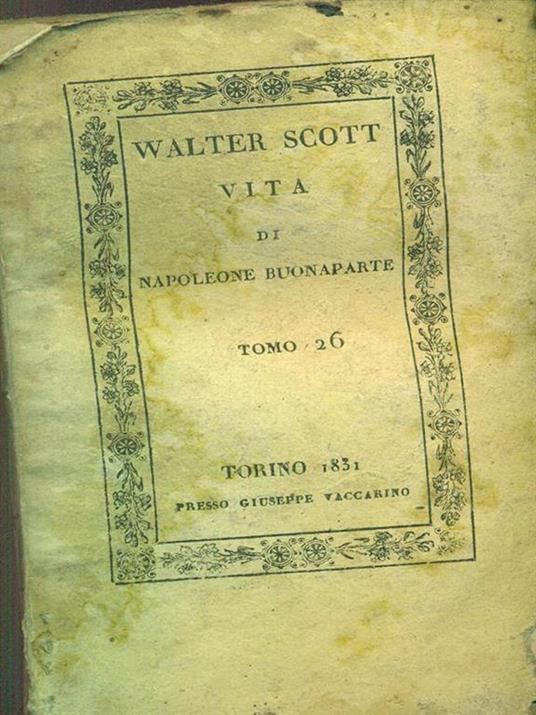 WALTER SCOTT
VITA
DI
NAPOLEONE BUONAPARTE
TOMO 26
TORINO 1831
PRESSO GIUSEPPE VACCARINO